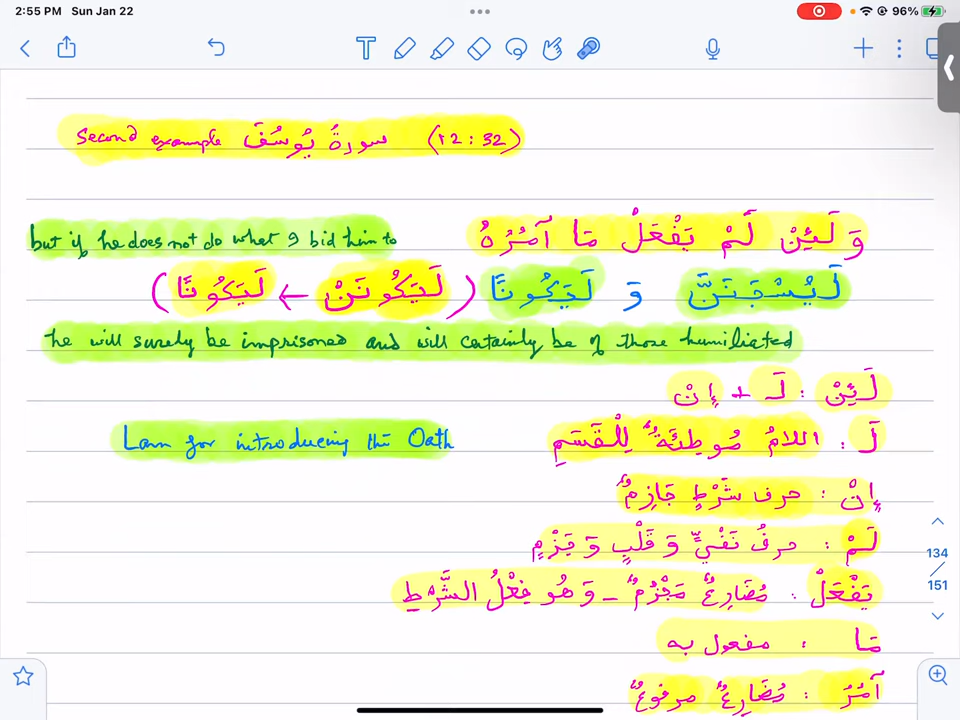 2:55 PM Sun Jan 22
96%
Second example سورةُ يُوسُفَ (12:32)
وَ لَئِنْ لَمْ يَفْعَلْ مَا آمُرُهُ but if he does not do what I bid him to
لَيُسْجَنَنَّ وَ لَيَكُونًا (لَيَكُونَنْ ← لَيَكُونًا)
he will surely be imprisoned and will certainly be of those humiliated
لَئِنْ : لَـ + إِنْ
لَ : اللامُ مُوطِئَةٌ لِلْقَسَمِ Lam for introducing the Oath
إِنْ : حرف شَرْطٍ جَازِمٌ
لَمْ : حرفُ نَفْيٍّ وَ قَلْبٍ وَ جَزْمٍ
يَفْعَلْ : مُضَارِعٌ مَجْزُمٌ – وَ هُو فِعْلُ الشَّرْطِ
مَا : مفعول به
آمُرُ : مُضَارِعٌ مرفوعٌ
134
151